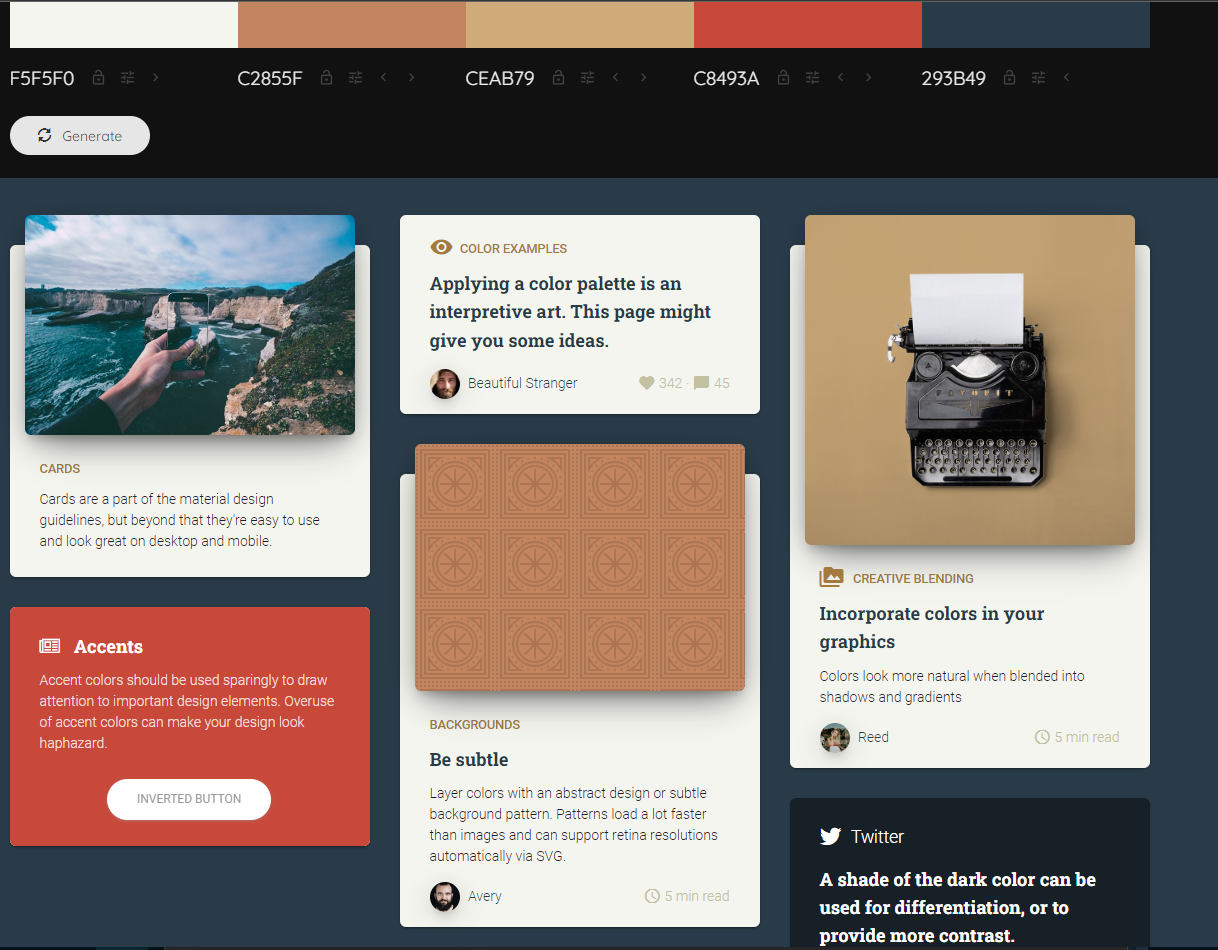 F5F5F0
C2855F
CEAB79
C8493A
293B49
Generate
CARDS
Cards are a part of the material design
guidelines, but beyond that they're easy to use
and look great on desktop and mobile.
Accents
Accent colors should be used sparingly to draw
attention to important design elements. Overuse
of accent colors can make your design look
haphazard.
INVERTED BUTTON
COLOR EXAMPLES
Applying a color palette is an
interpretive art. This page might
give you some ideas.
Beautiful Stranger
342 · 45
BACKGROUNDS
Be subtle
Layer colors with an abstract design or subtle
background pattern. Patterns load a lot faster
than images and can support retina resolutions
automatically via SVG.
Avery
5 min read
FAVORIT
CREATIVE BLENDING
Incorporate colors in your
graphics
Colors look more natural when blended into
shadows and gradients
Reed
5 min read
Twitter
A shade of the dark color can be
used for differentiation, or to
provide more contrast.